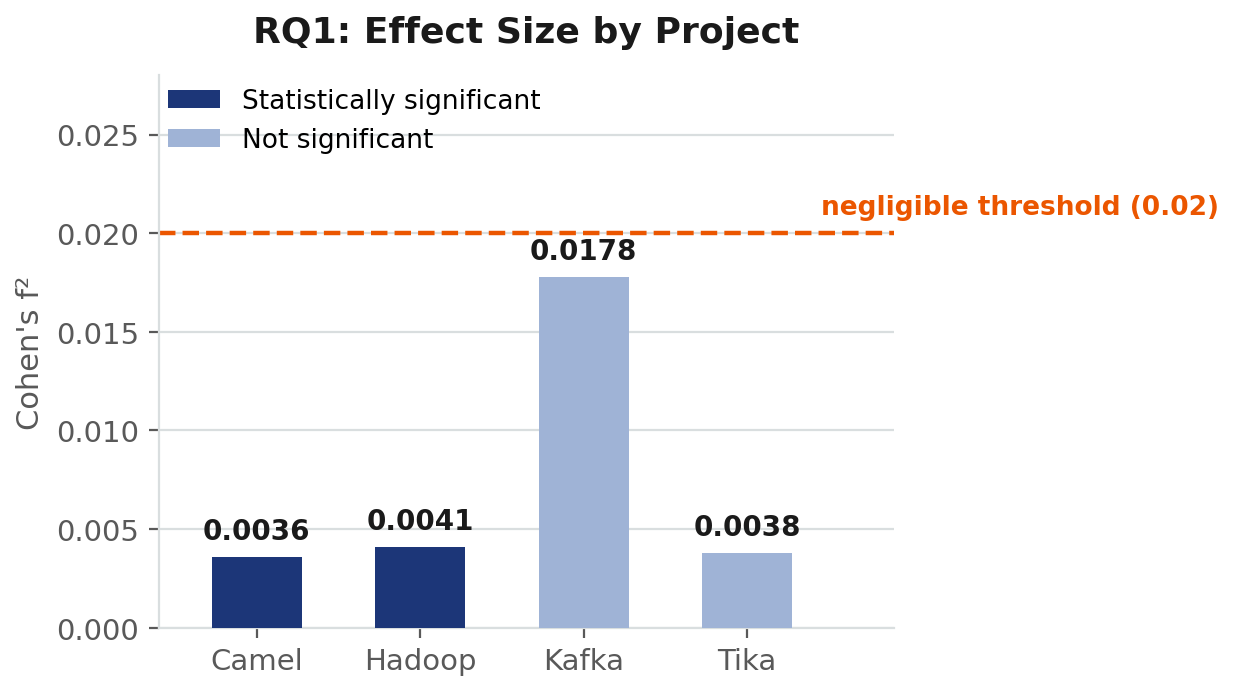 RQ1: Effect Size by Project
Statistically significant
Not significant
negligible threshold (0.02)
Cohen's f²
0.025
0.020
0.015
0.010
0.005
0.000
0.0036
0.0041
0.0178
0.0038
Camel
Hadoop
Kafka
Tika